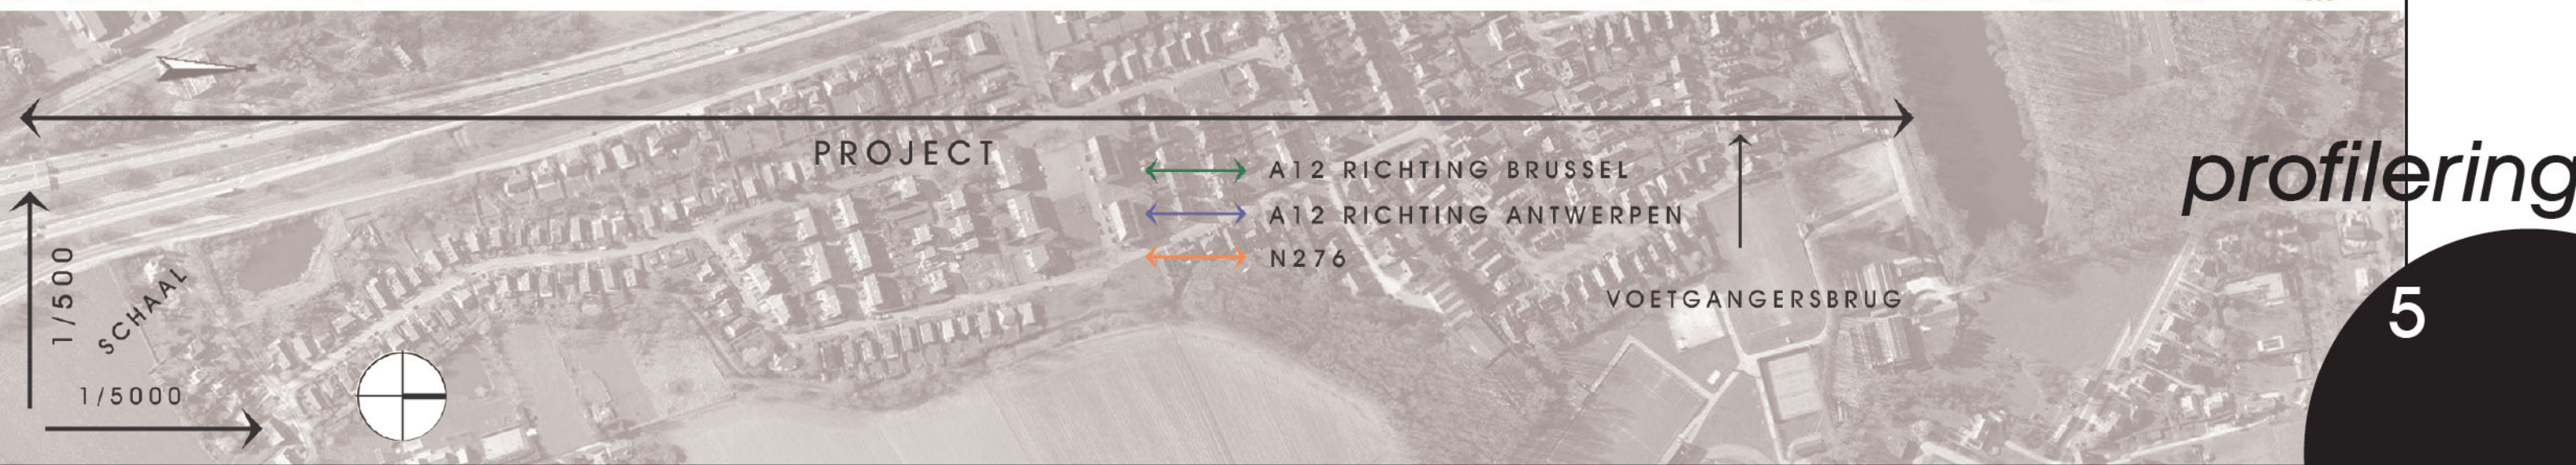 PROJECT
A12 RICHTING BRUSSEL
A12 RICHTING ANTWERPEN
N276
VOETGANGERSBRUG
profilering
5
1/500
SCHAAL
1/5000